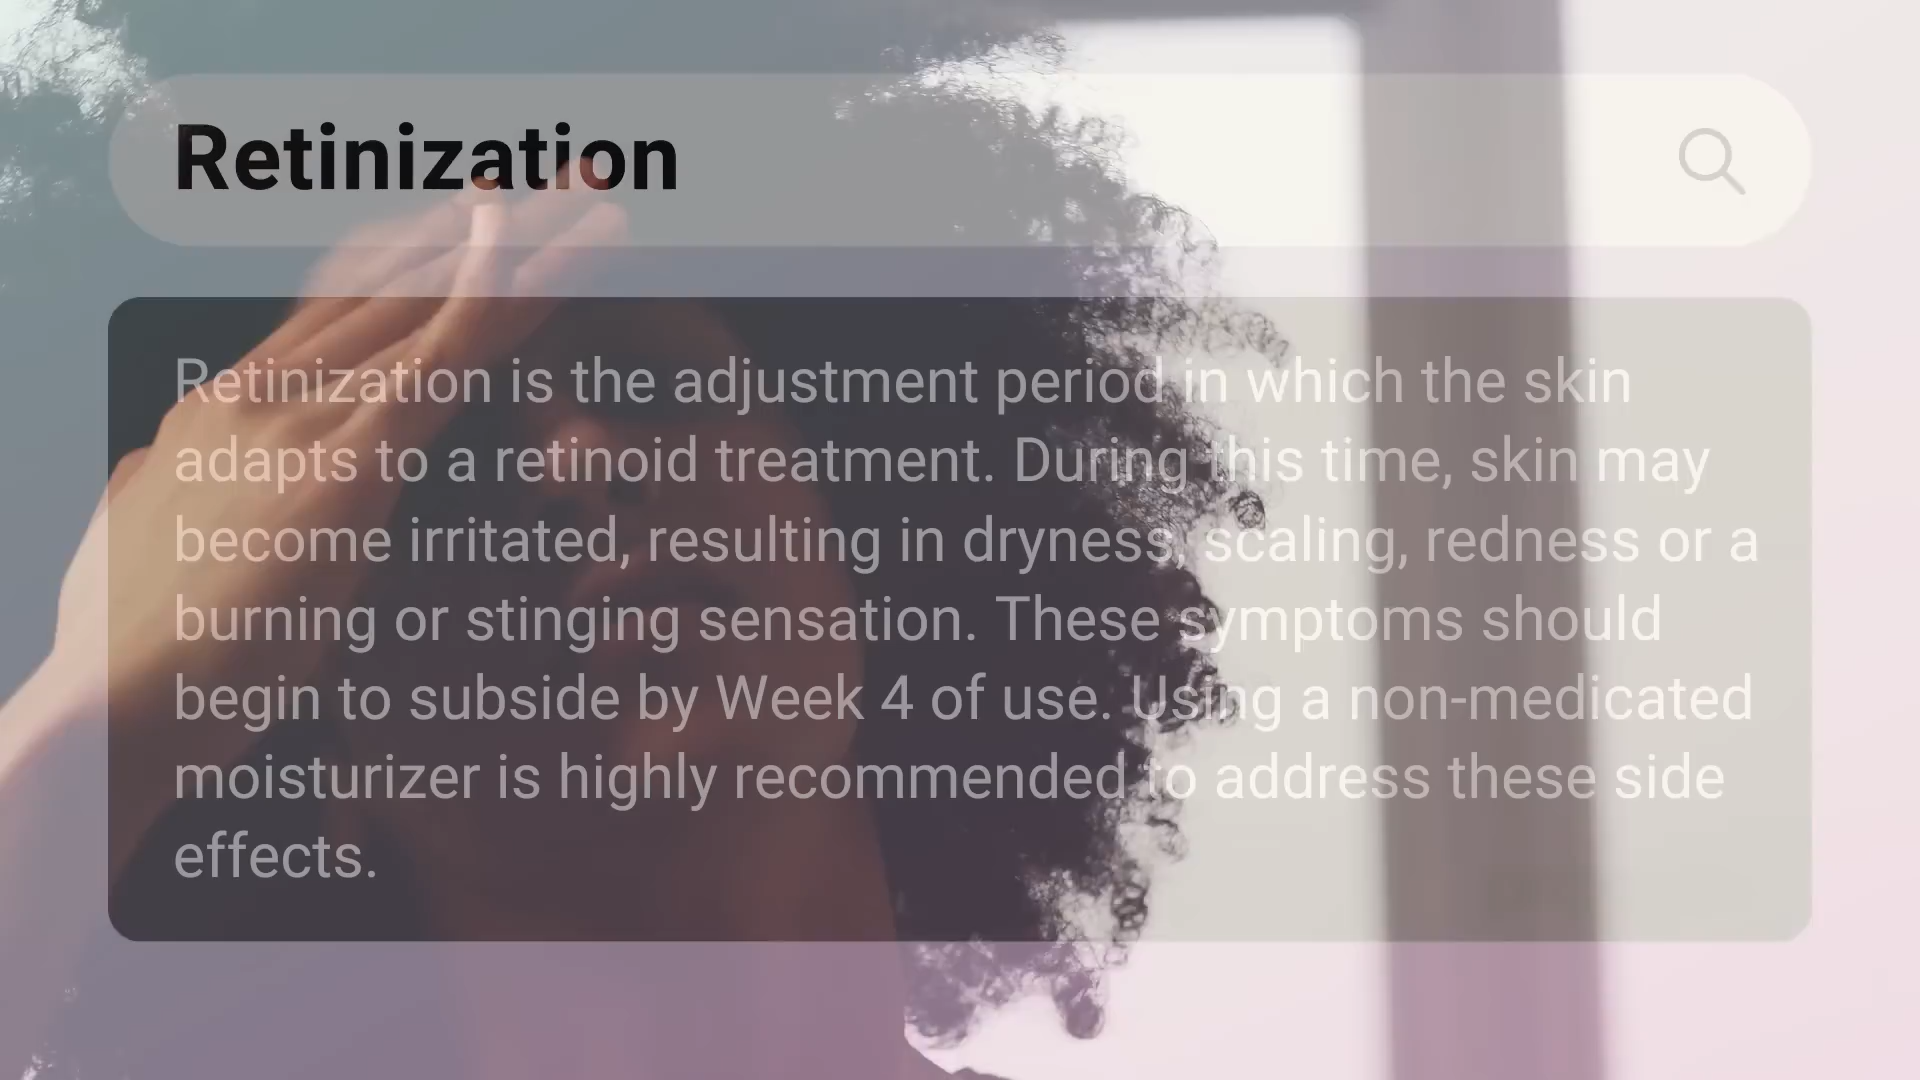 Retinization
Retinization is the adjustment period in which the skin
adapts to a retinoid treatment. During this time, skin may
become irritated, resulting in dryness, scaling, redness or a
burning or stinging sensation. These symptoms should
begin to subside by Week 4 of use. Using a non-medicated
moisturizer is highly recommended to address these side
effects.